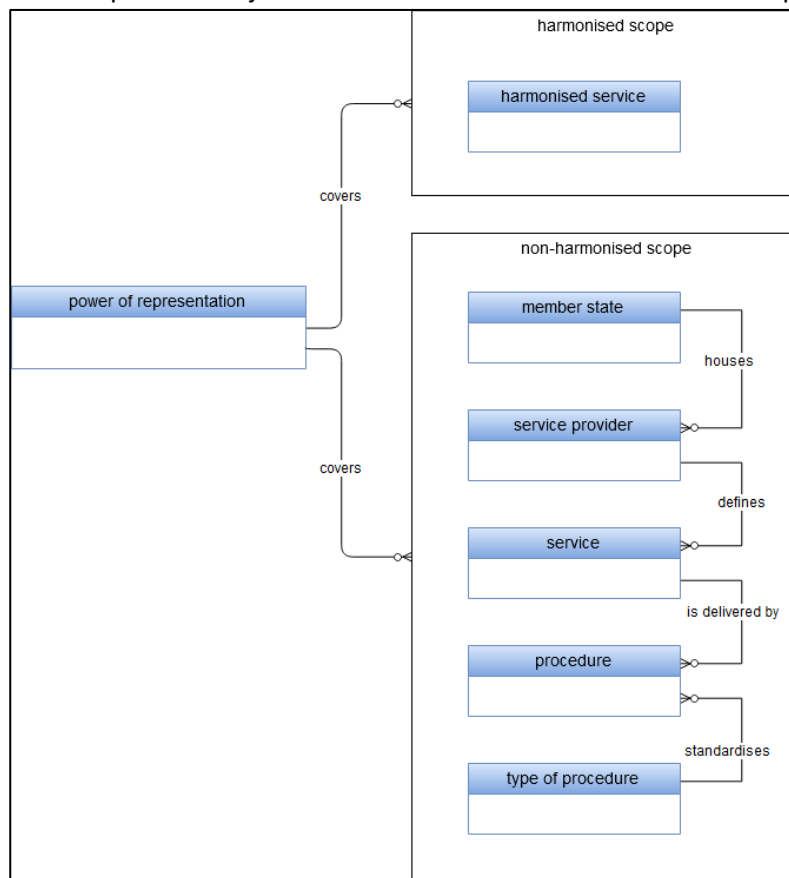 harmonised scope
harmonised service
covers
power of representation
covers
non-harmonised scope
member state
houses
service provider
defines
service
is delivered by
procedure
standardises
type of procedure